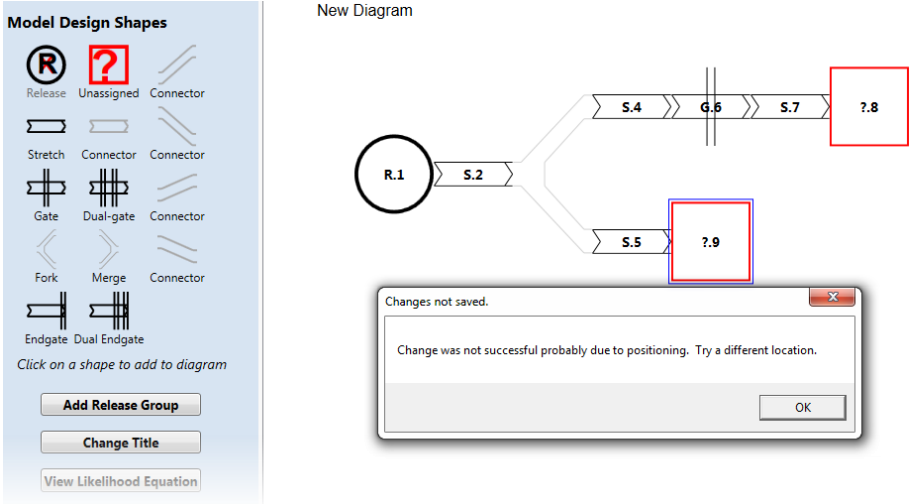 New Diagram
Model Design Shapes
R
?
Release Unassigned Connector
Stretch Connector Connector
Gate Dual-gate Connector
Fork Merge Connector
Endgate Dual Endgate
Click on a shape to add to diagram
Add Release Group
Change Title
View Likelihood Equation
S.4 G.6 S.7 ?.8
R.1 S.2
S.5 ?.9
Changes not saved.
Change was not successful probably due to positioning. Try a different location.
OK